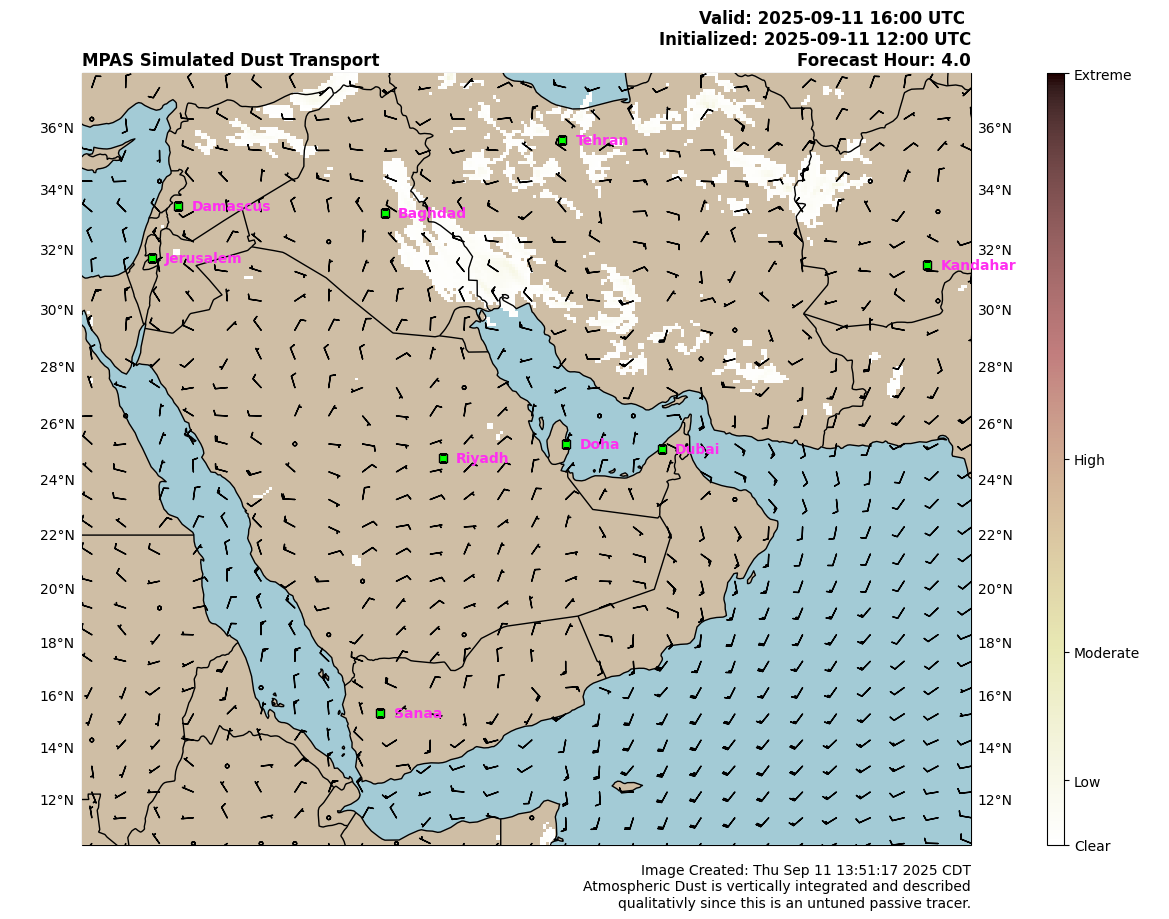 Valid: 2025-09-11 16:00 UTC
Initialized: 2025-09-11 12:00 UTC
MPAS Simulated Dust Transport
Forecast Hour: 4.0
Extreme
36°N
Tehran
36°N
34°N
34°N
Damascus
Baghdad
32°N
32°N
Jerusalem
Kandahar
30°N
30°N
28°N
28°N
26°N
26°N
Doha
Dubai
High
Riyadh
24°N
24°N
22°N
22°N
20°N
20°N
18°N
18°N
Moderate
16°N
16°N
Sanaa
14°N
14°N
Low
12°N
12°N
Clear
Image Created: Thu Sep 11 13:51:17 2025 CDT
Atmospheric Dust is vertically integrated and described
qualitativly since this is an untuned passive tracer.